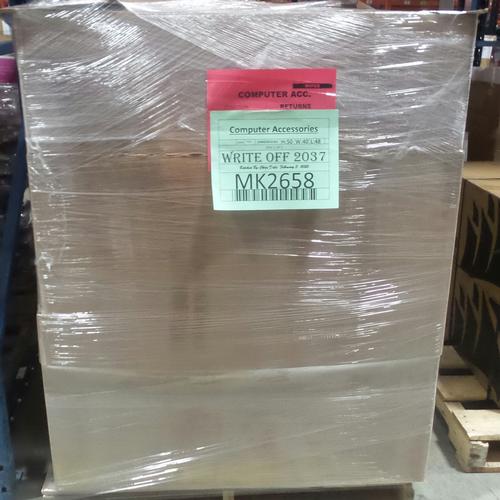 COMPUTER ACC.
RETURNS
Computer Accessories
H:50 W:40 L:48
WRITE OFF 2037
MK2658